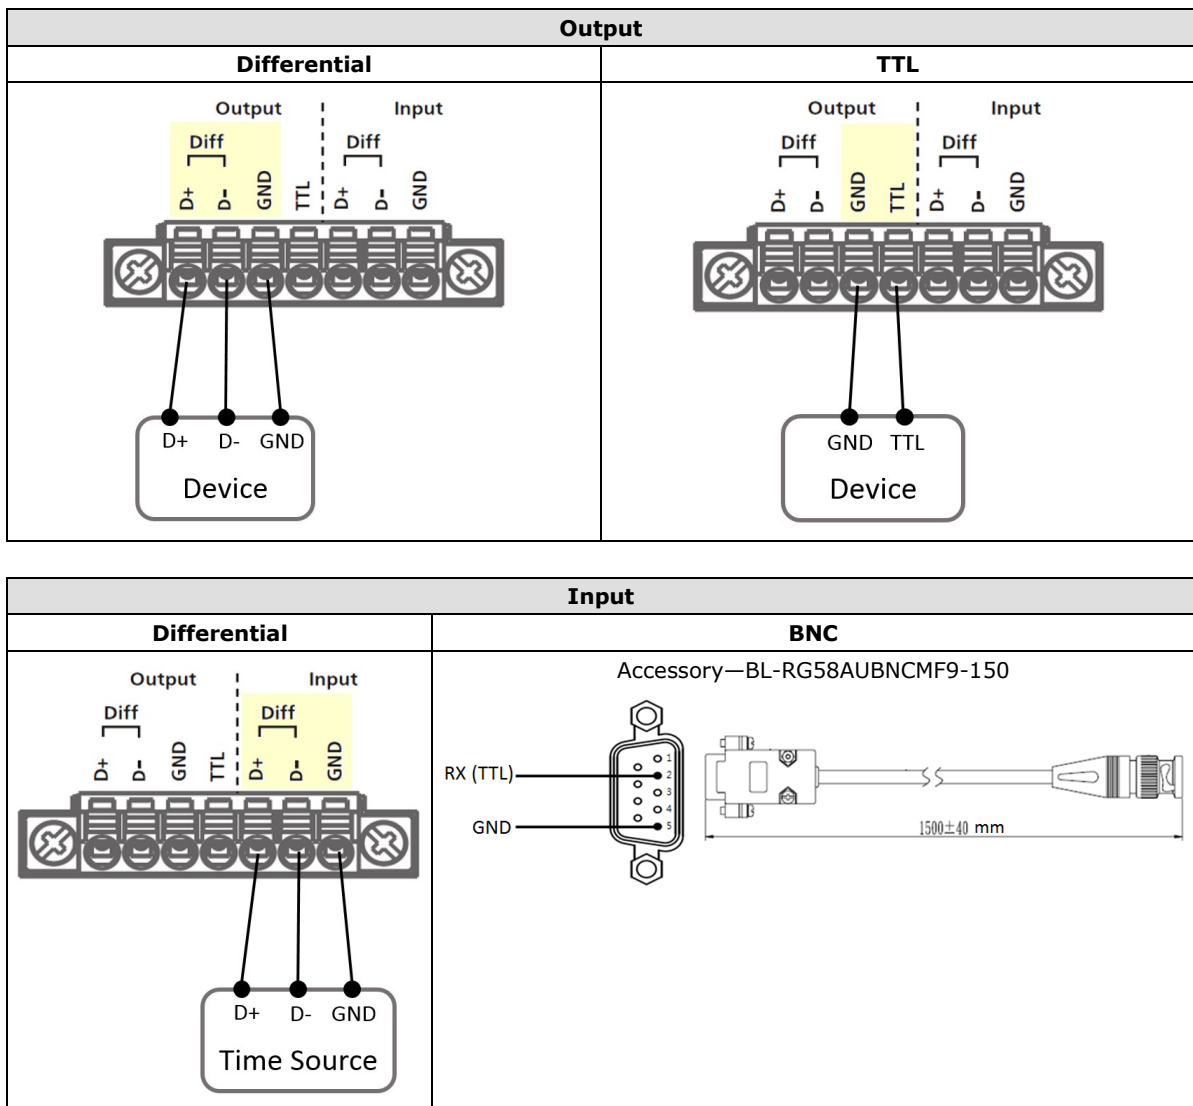 Output
Differential
TTL
Output Input
Diff Diff
D+ D- GND TTL D+ D- GND
D+ D- GND
Device
Output Input
Diff Diff
D+ D- GND TTL D+ D- GND
GND TTL
Device
Input
Differential
BNC
Output Input
Diff Diff
D+ D- GND TTL D+ D- GND
D+ D- GND
Time Source
Accessory—BL-RG58AUBNCMF9-150
1
RX (TTL) 2
3
4
GND 5
1500±40 mm